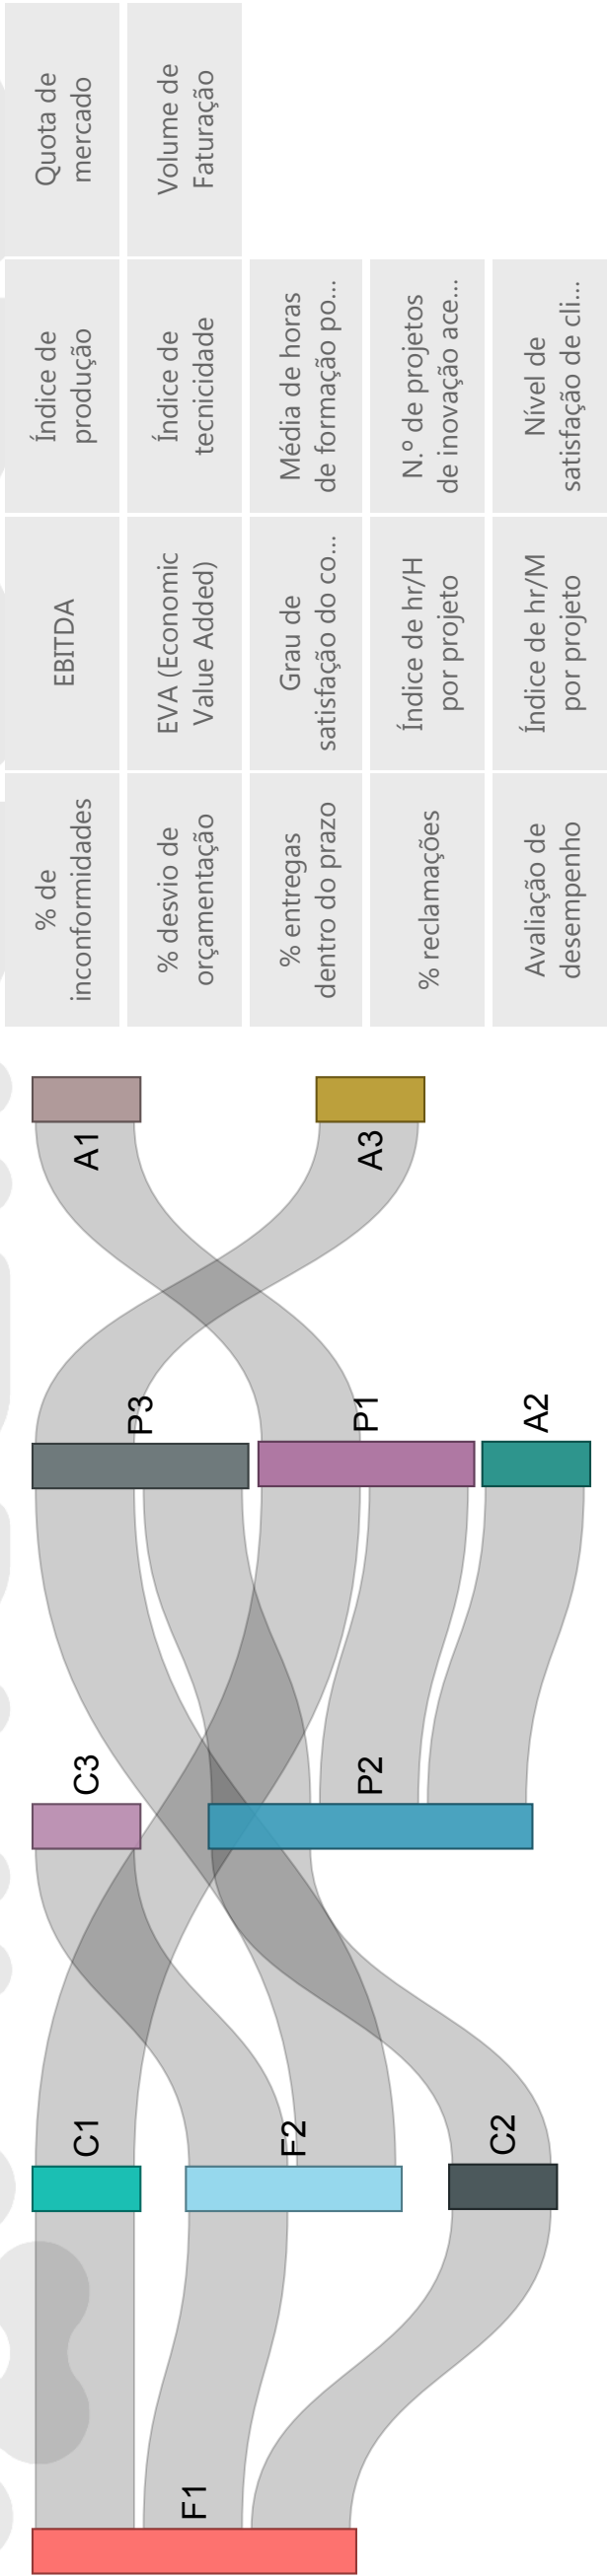 Quota de
mercado
Volume de
Faturação
Índice de
produção
Índice de
tecnicidade
Média de horas
de formação po...
N.º de projetos
de inovação ace...
Nível de
satisfação de cli...
EBITDA
EVA (Economic
Value Added)
Grau de
satisfação do co...
Índice de hr/H
por projeto
Índice de hr/M
por projeto
% de
inconformidades
% desvio de
orçamentação
% entregas
dentro do prazo
% reclamações
Avaliação de
desempenho
A1
A3
P3
P1
A2
C3
P2
C1
F2
C2
F1